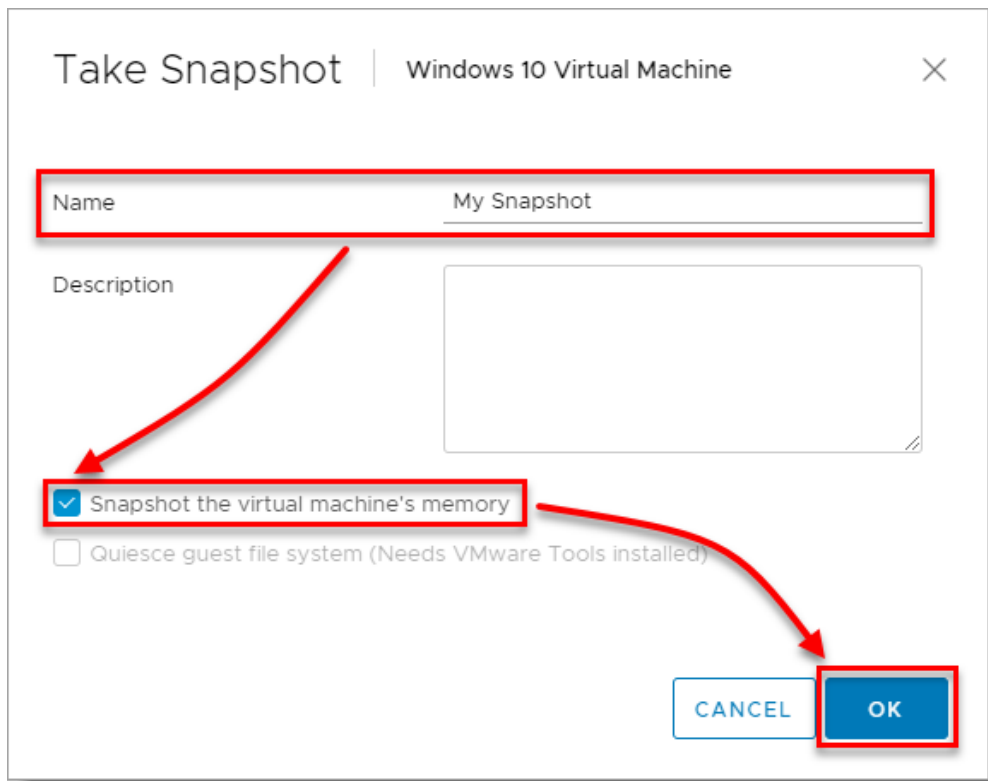 Take Snapshot Windows 10 Virtual Machine
Name My Snapshot
Description
Snapshot the virtual machine's memory
Quiesce guest file system (Needs VMware Tools installed)
CANCEL OK